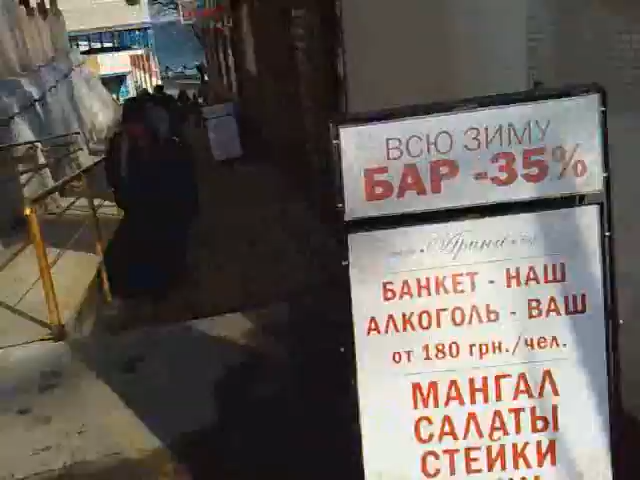 ВСЮ ЗИМУ
БАР -35%
БАНКЕТ - НАШ
АЛКОГОЛЬ - ВАШ
от 180 грн./чел.
МАНГАЛ
САЛАТЫ
СТЕЙКИ